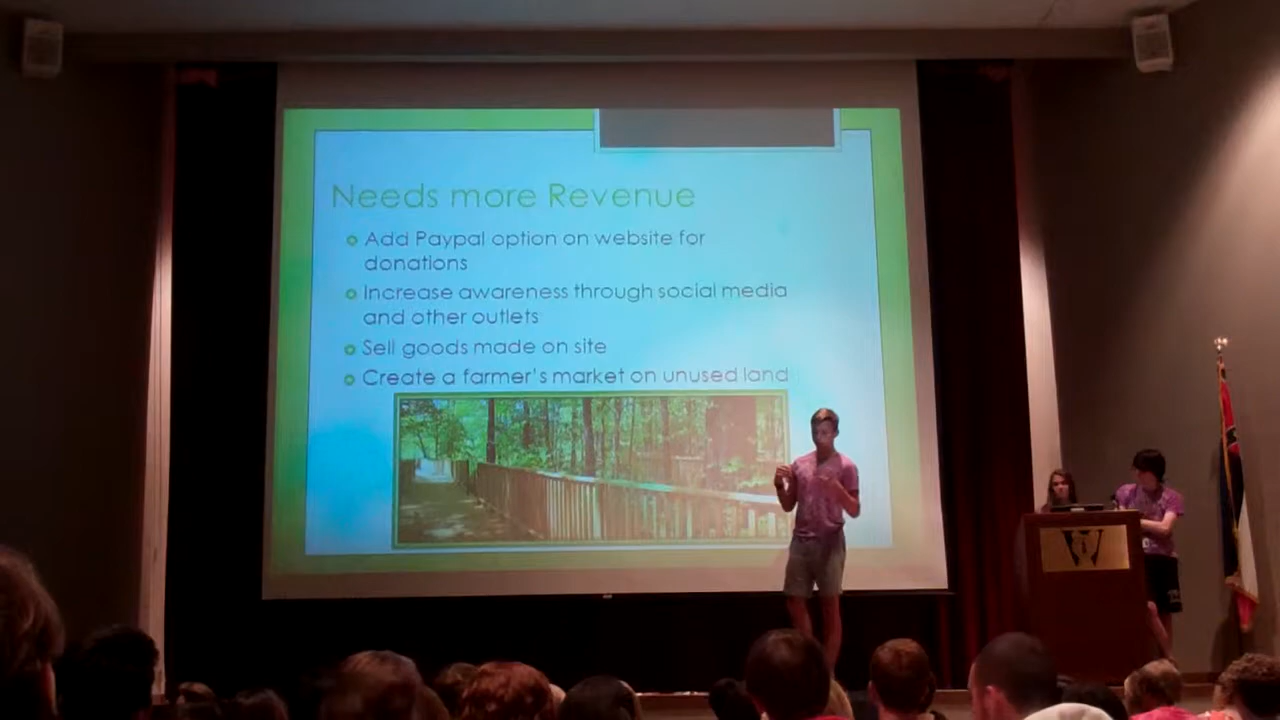 Needs more Revenue
Add Paypal option on website for
donations
Increase awareness through social media
and other outlets
Sell goods made on site
Create a farmer's market on unused land
W